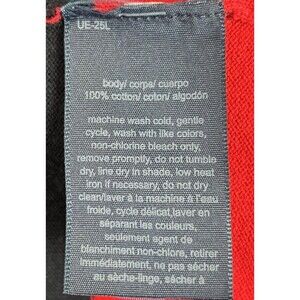 UE-25L
body/ corps/ cuerpo
100% cotton/ coton/ algodón
machine wash cold, gentle
cycle, wash with like colors,
non-chlorine bleach only,
remove promptly, do not tumble
dry, line dry in shade, low heat
iron if necessary, do not dry
clean/laver à la machine à l'eau
froide, cycle délicat,laver en
séparant les couleurs,
seulement agent de
blanchiment non-chlore, retirer
immédiatement, ne pas sécher
au sèche-linge, sécher à